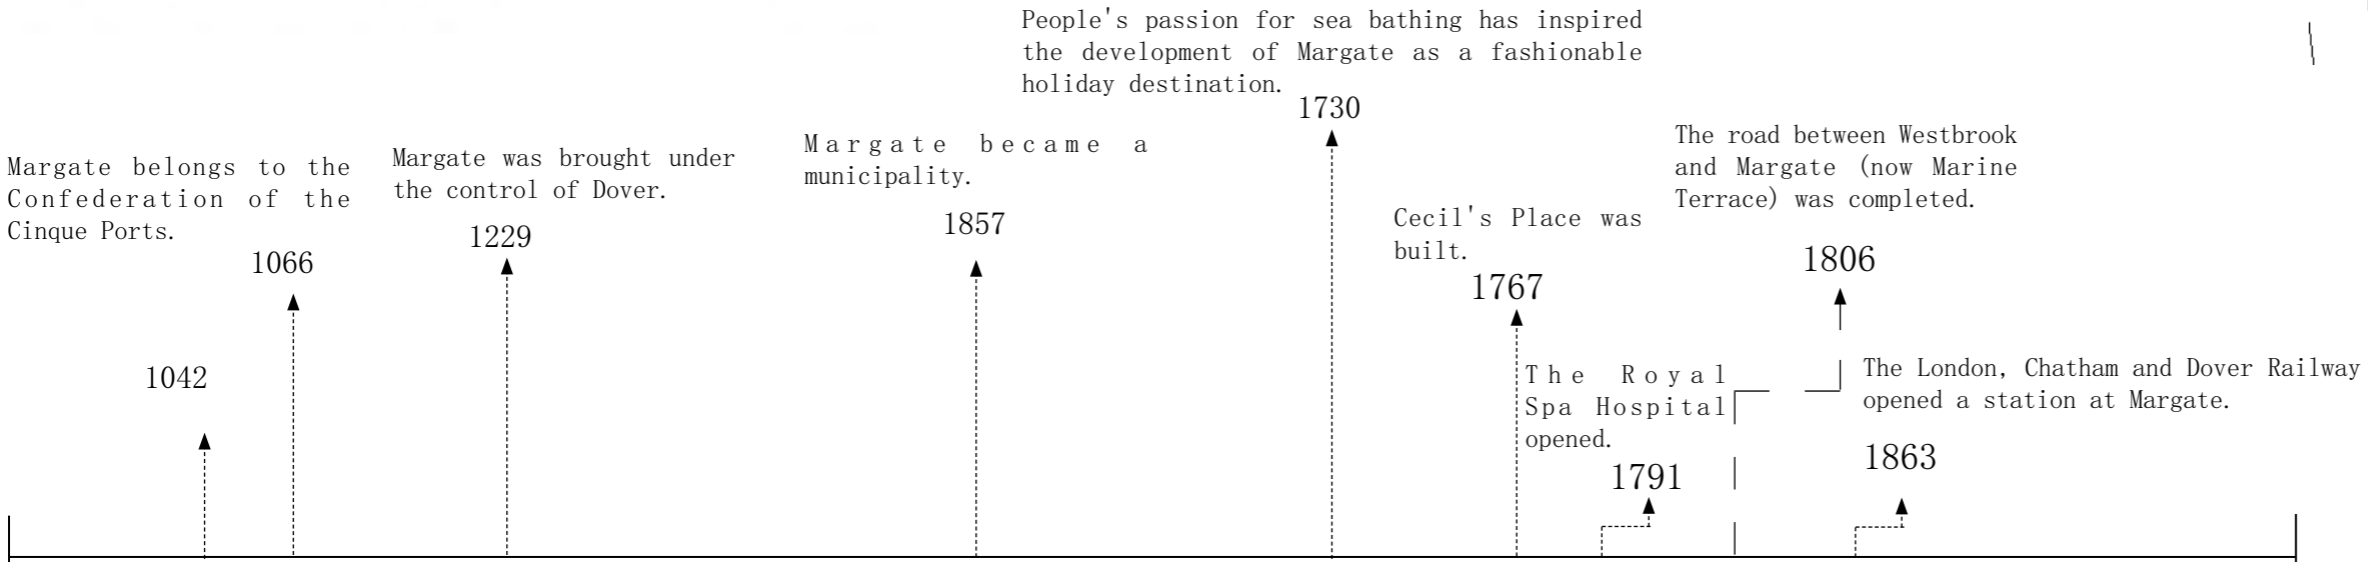 Margate belongs to the
Confederation of the
Cinque Ports.
1066
1042
Margate was brought under
the control of Dover.
1229
Margate became a
municipality.
1857
People's passion for sea bathing has inspired
the development of Margate as a fashionable
holiday destination.
1730
Cecil's Place was
built.
1767
The Royal
Spa Hospital
opened.
1791
The road between Westbrook
and Margate (now Marine
Terrace) was completed.
1806
The London, Chatham and Dover Railway
opened a station at Margate.
1863